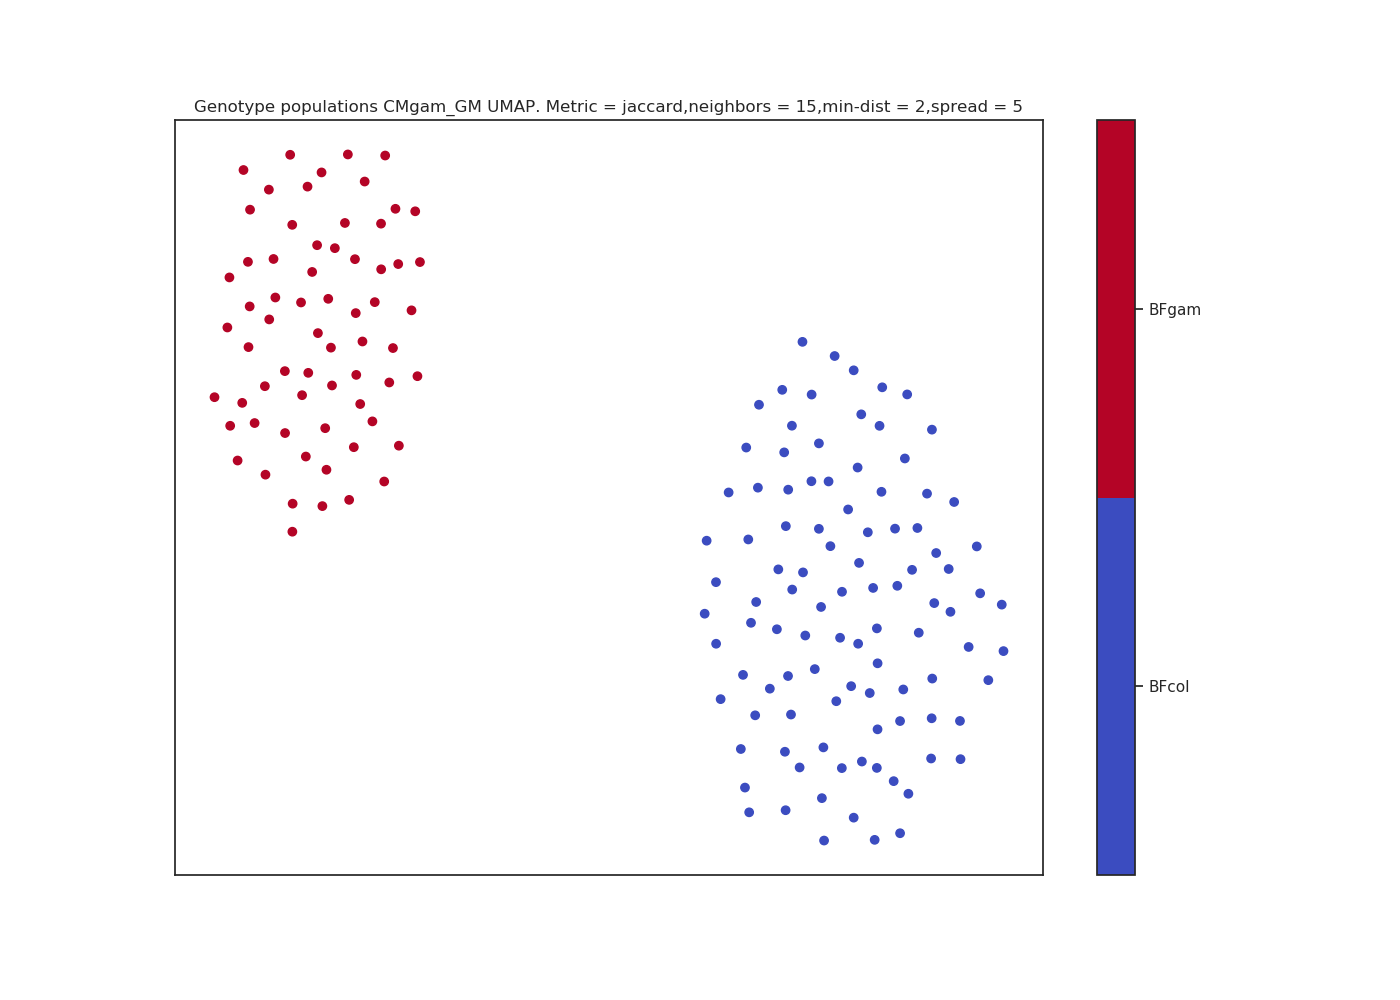 Genotype populations CMgam_GM UMAP. Metric = jaccard,neighbors = 15,min-dist = 2,spread = 5
BFgam
BFcol